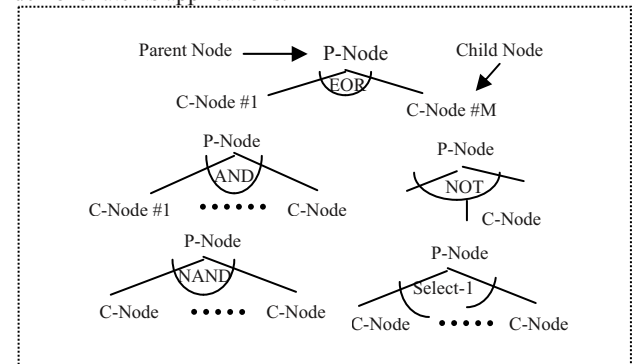 Parent Node P-Node Child Node
EOR
C-Node #1 C-Node #M
P-Node P-Node
AND NOT
C-Node #1 •••••• C-Node C-Node
P-Node P-Node
NAND Select-1
C-Node ••••• C-Node C-Node ••••• C-Node